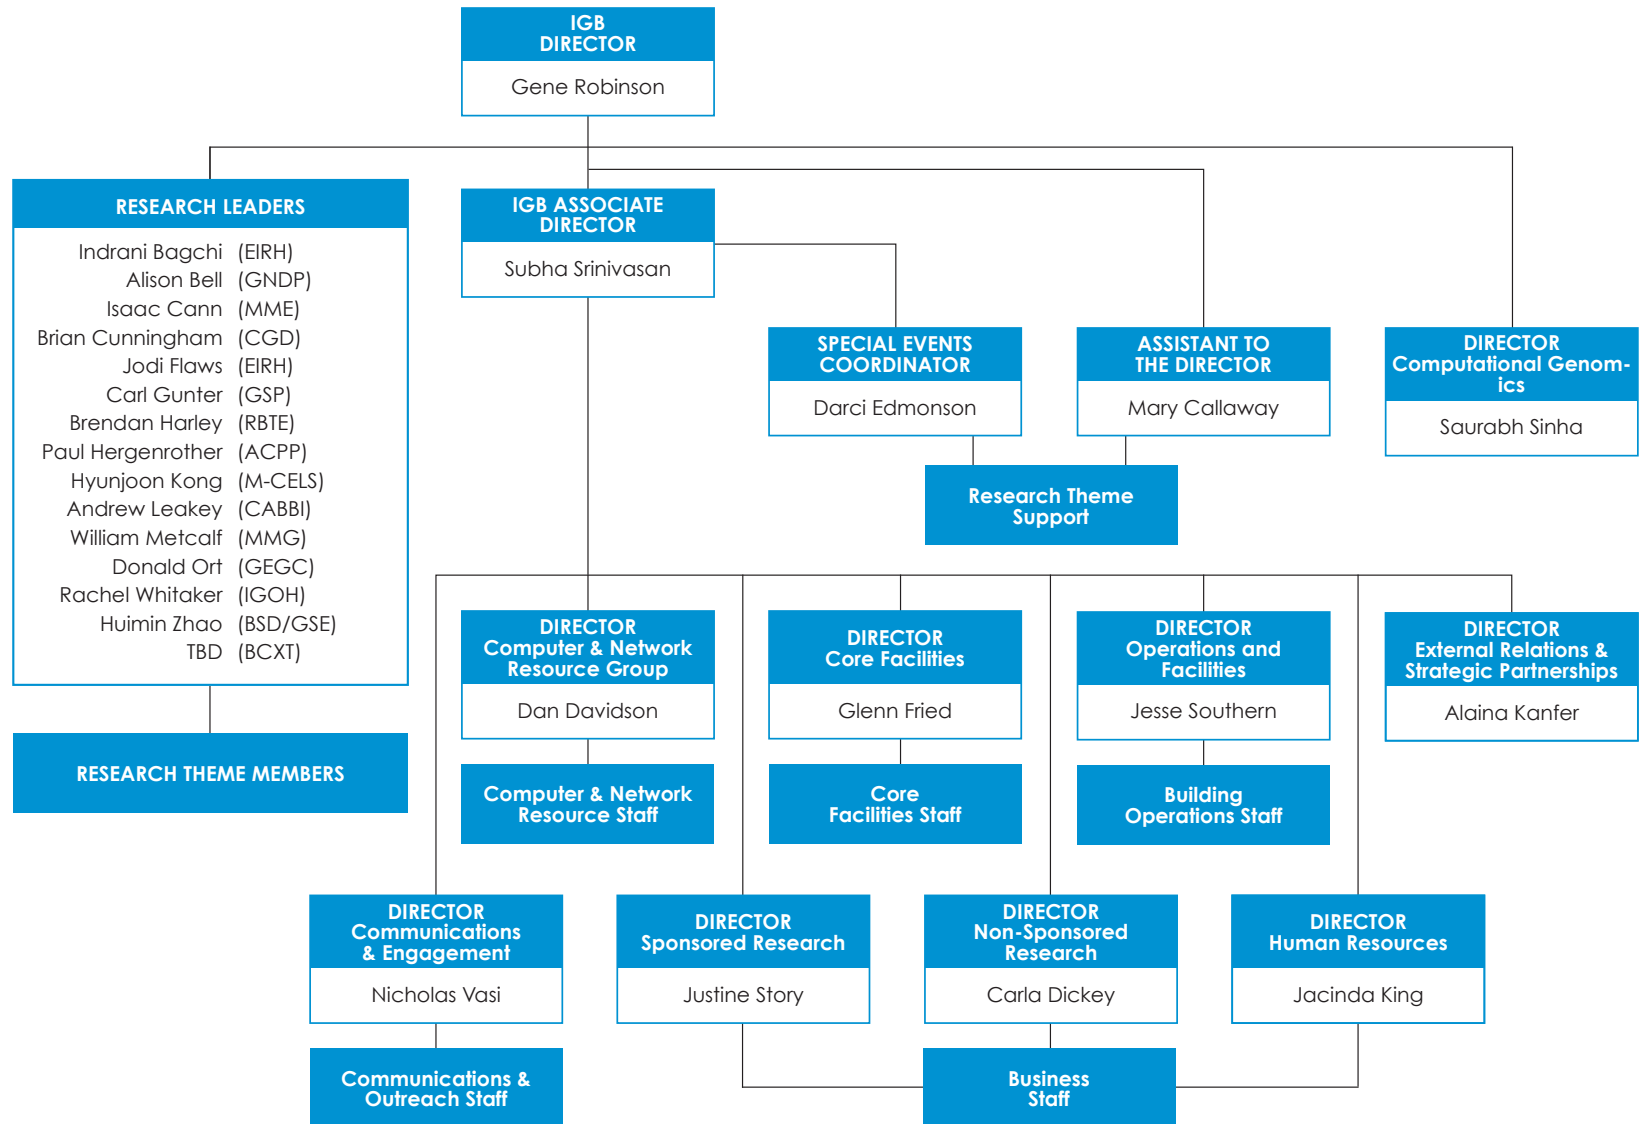 IGB
DIRECTOR
Gene Robinson
RESEARCH LEADERS
Indrani Bagchi (EIRH)
Alison Bell (GNDP)
Isaac Cann (MME)
Brian Cunningham (CGD)
Jodi Flaws (EIRH)
Carl Gunter (GSP)
Brendan Harley (RBTE)
Paul Hergenrother (ACPP)
Hyunjoon Kong (M-CELS)
Andrew Leakey (CABBI)
William Metcalf (MMG)
Donald Ort (GEGC)
Rachel Whitaker (IGOH)
Huimin Zhao (BSD/GSE)
TBD (BCXT)
RESEARCH THEME MEMBERS
IGB ASSOCIATE
DIRECTOR
Subha Srinivasan
SPECIAL EVENTS
COORDINATOR
Darci Edmonson
ASSISTANT TO
THE DIRECTOR
Mary Callaway
DIRECTOR
Computational Genom-
ics
Saurabh Sinha
Research Theme
Support
DIRECTOR
Computer & Network
Resource Group
Dan Davidson
Computer & Network
Resource Staff
DIRECTOR
Core Facilities
Glenn Fried
Core
Facilities Staff
DIRECTOR
Operations and
Facilities
Jesse Southern
Building
Operations Staff
DIRECTOR
External Relations &
Strategic Partnerships
Alaina Kanfer
DIRECTOR
Communications
& Engagement
Nicholas Vasi
Communications &
Outreach Staff
DIRECTOR
Sponsored Research
Justine Story
DIRECTOR
Non-Sponsored
Research
Carla Dickey
DIRECTOR
Human Resources
Jacinda King
Business
Staff